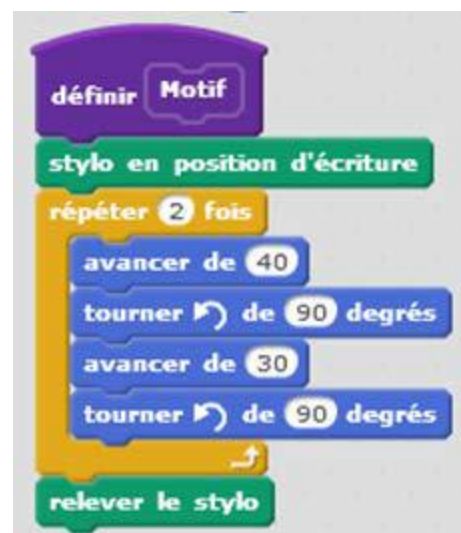 définir Motif
stylo en position d'écriture
répéter 2 fois
avancer de 40
tourner de 90 degrés
avancer de 30
tourner de 90 degrés
relever le stylo